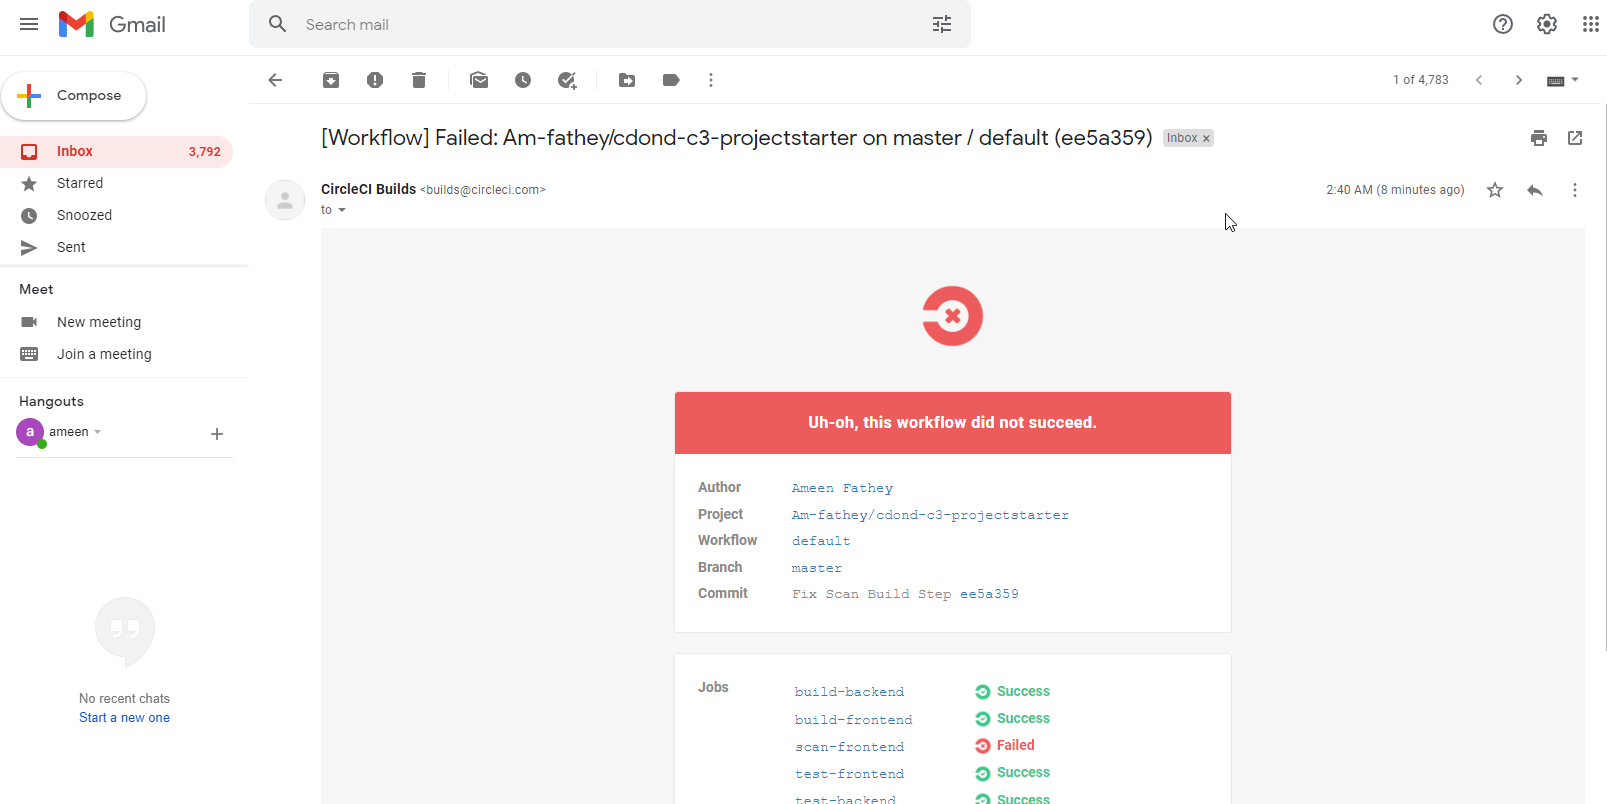 Gmail
Search mail
Compose
1 of 4,783
Inbox 3,792
Starred
Snoozed
Sent
Meet
New meeting
Join a meeting
Hangouts
a ameen
No recent chats
Start a new one
[Workflow] Failed: Am-fathey/cdond-c3-projectstarter on master / default (ee5a359) Inbox ×
CircleCI Builds <builds@circleci.com> 2:40 AM (8 minutes ago)
to
Uh-oh, this workflow did not succeed.
Author Ameen Fathey
Project Am-fathey/cdond-c3-projectstarter
Workflow default
Branch master
Commit Fix Scan Build Step ee5a359
Jobs build-backend Success
build-frontend Success
scan-frontend Failed
test-frontend Success
test-backend Success